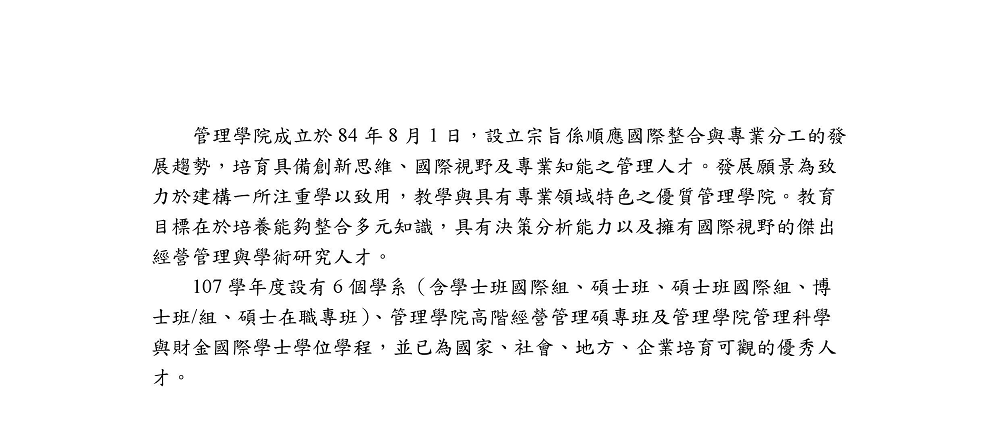 管理學院成立於 84 年 8 月 1 日，設立宗旨係順應國際整合與專業分工的發
展趨勢，培育具備創新思維、國際視野及專業知能之管理人才。發展願景為致
力於建構一所注重學以致用，教學與具有專業領域特色之優質管理學院。教育
目標在於培養能夠整合多元知識，具有決策分析能力以及擁有國際視野的傑出
經營管理與學術研究人才。
107 學年度設有 6 個學系（含學士班國際組、碩士班、碩士班國際組、博
士班/組、碩士在職專班）、管理學院高階經營管理碩專班及管理學院管理科學
與財金國際學士學位學程，並已為國家、社會、地方、企業培育可觀的優秀人
才。